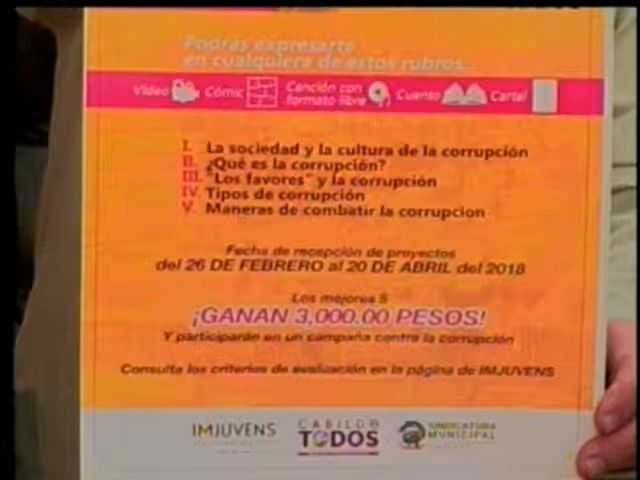 Podrás expresarte
en cualquiera de estos rubros
Video Cómic Canción con formato libre Cuento Cartel
I. La sociedad y la cultura de la corrupción
II. ¿Qué es la corrupción?
III. "Los favores" y la corrupción
IV. Tipos de corrupción
V. Maneras de combatir la corrupcion
Fecha de recepción de proyectos
del 26 DE FEBRERO al 20 DE ABRIL del 2018
Los mejores 5
¡GANAN 3,000.00 PESOS!
Y participarán en un campaña contra la corrupción
Consulta los criterios de evaluación en la página de IMJUVENS
IMJUVENS
CABILDO
TODOS
SINDICATURA
MUNICIPAL